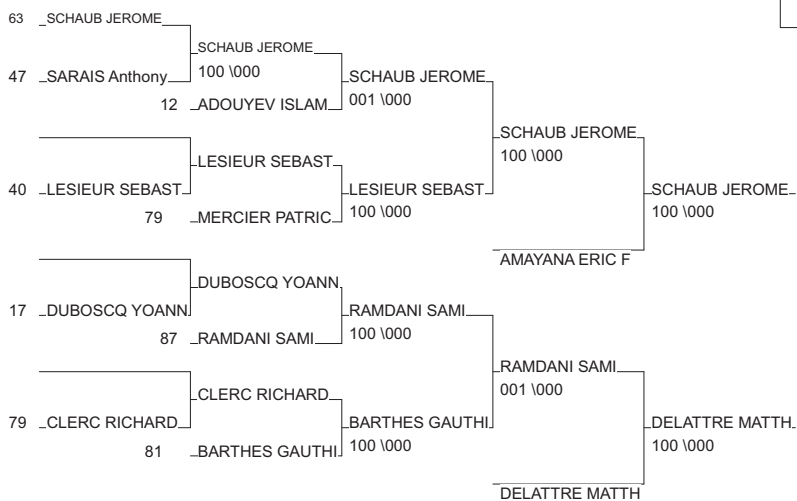 63 SCHAUB JEROME
SCHAUB JEROME
100 \000
47 SARAIS Anthony
SCHAUB JEROME
001 \000
12 ADOUYEV ISLAM
SCHAUB JEROME
100 \000
LESIEUR SEBAST
40 LESIEUR SEBAST
LESIEUR SEBAST
100 \000
SCHAUB JEROME
100 \000
79 MERCIER PATRIC
AMAYANA ERIC F
DUBOSCQ YOANN
17 DUBOSCQ YOANN
RAMDANI SAMI
100 \000
87 RAMDANI SAMI
RAMDANI SAMI
001 \000
CLERC RICHARD
79 CLERC RICHARD
BARTHES GAUTHI
100 \000
DELATTRE MATTH
100 \000
81 BARTHES GAUTHI
DELATTRE MATTH